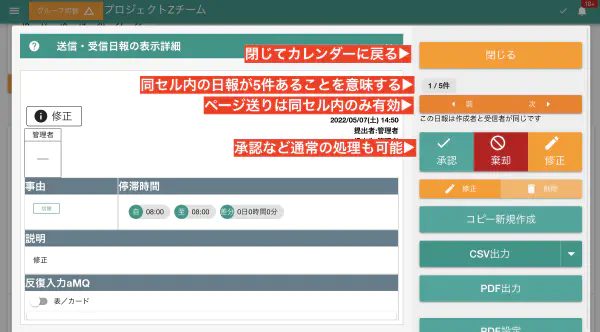 グループ切替
プロジェクトZチーム
10+
送信・受信日報の表示詳細
閉じてカレンダーに戻る▶
閉じる
同セル内の日報が5件あることを意味する▶
1 / 5件
ページ送りは同セル内のみ有効▶
前
次
この日報は作成者と受信者が同じです
修正
2022/05/07(土) 14:50
提出者:管理者
管理者
承認など通常の処理も可能▶
承認
棄却
修正
修正
削除
事由
停滞時間
自 08:00
至 08:00
差分 0日0時間0分
コピー新規作成
説明
修正
CSV出力
反復入力aMQ
表／カード
PDF出力
PDF設定